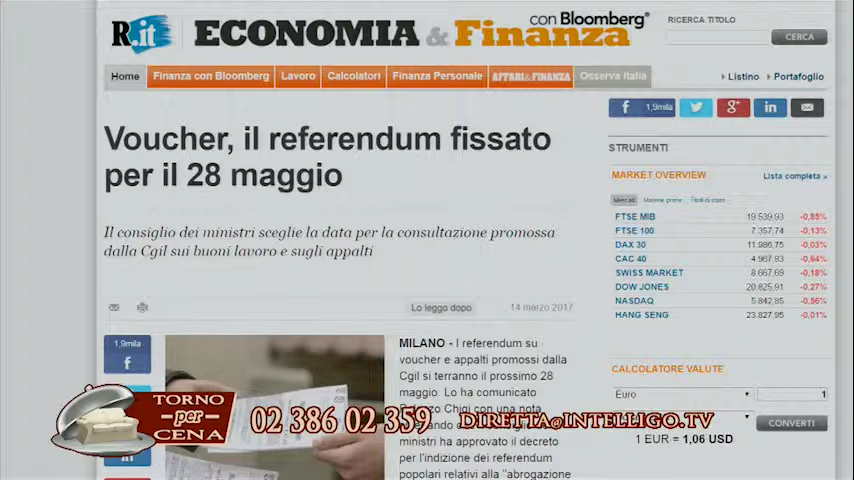 R.it ECONOMIA & Finanza con Bloomberg®
RICERCA TITOLO
CERCA
Home Finanza con Bloomberg Lavoro Calcolatori Finanza Personale AFFARI&FINANZA Osserva Italia
Listino Portafoglio
1,9mila
Voucher, il referendum fissato
per il 28 maggio
Il consiglio dei ministri sceglie la data per la consultazione promossa
dalla Cgil sui buoni lavoro e sugli appalti
Lo leggo dopo 14 marzo 2017
1,9mila
MILANO - I referendum su
voucher e appalti promossi dalla
Cgil si terranno il prossimo 28
maggio. Lo ha comunicato
Chigi con una nota
ministri ha approvato il decreto
per l'indizione dei referendum
popolari relativi alla "abrogazione
STRUMENTI
MARKET OVERVIEW Lista completa »
Mercati Materie prime Titoli di stato
FTSE MIB 19.539,93 -0,85%
FTSE 100 7.357,74 -0,13%
DAX 30 11.986,75 -0,03%
CAC 40 4.967,83 -0,64%
SWISS MARKET 8.667,69 -0,18%
DOW JONES 20.825,91 -0,27%
NASDAQ 5.842,85 -0,56%
HANG SENG 23.827,95 -0,01%
CALCOLATORE VALUTE
Euro 1
CONVERTI
1 EUR = 1,06 USD
TORNO
per
CENA
02 386 02 359
DIRETTA@INTELLIGO.TV